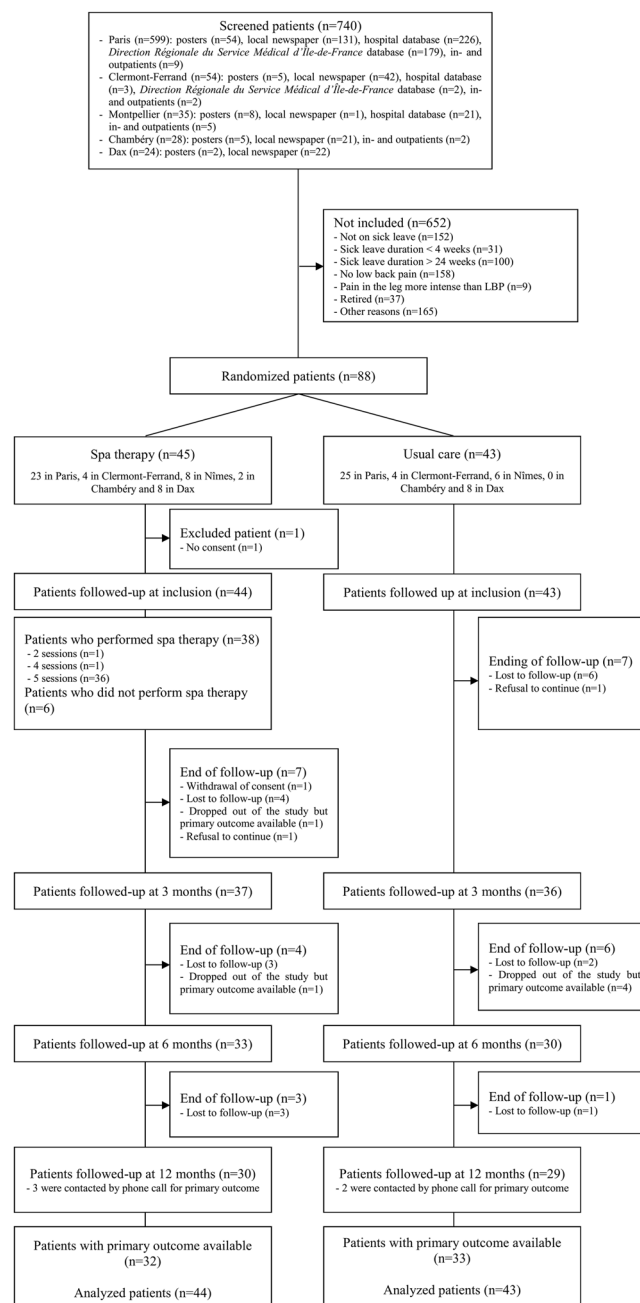 Screened patients (n=740)
- Paris (n=599): posters (n=54), local newspaper (n=131), hospital database (n=226),
Direction Régionale du Service Médical d'Île-de-France database (n=179), in- and
outpatients (n=9)
- Clermont-Ferrand (n=54): posters (n=5), local newspaper (n=42), hospital database
(n=3), Direction Régionale du Service Médical d'Île-de-France database (n=2), in-
and outpatients (n=2)
- Montpellier (n=35): posters (n=8), local newspaper (n=1), hospital database (n=21),
in- and outpatients (n=5)
- Chambéry (n=28): posters (n=5), local newspaper (n=21), in- and outpatients (n=2)
- Dax (n=24): posters (n=2), local newspaper (n=22)
Not included (n=652)
- Not on sick leave (n=152)
- Sick leave duration < 4 weeks (n=31)
- Sick leave duration > 24 weeks (n=100)
- No low back pain (n=158)
- Pain in the leg more intense than LBP (n=9)
- Retired (n=37)
- Other reasons (n=165)
Randomized patients (n=88)
Spa therapy (n=45)
23 in Paris, 4 in Clermont-Ferrand, 8 in Nîmes, 2 in
Chambéry and 8 in Dax
Usual care (n=43)
25 in Paris, 4 in Clermont-Ferrand, 6 in Nîmes, 0 in
Chambéry and 8 in Dax
Excluded patient (n=1)
- No consent (n=1)
Patients followed-up at inclusion (n=44)
Patients followed up at inclusion (n=43)
Patients who performed spa therapy (n=38)
- 2 sessions (n=1)
- 4 sessions (n=1)
- 5 sessions (n=36)
Patients who did not perform spa therapy
(n=6)
Ending of follow-up (n=7)
- Lost to follow-up (n=6)
- Refusal to continue (n=1)
End of follow-up (n=7)
- Withdrawal of consent (n=1)
- Lost to follow-up (n=4)
- Dropped out of the study but
primary outcome available (n=1)
- Refusal to continue (n=1)
Patients followed-up at 3 months (n=37)
Patients followed-up at 3 months (n=36)
End of follow-up (n=4)
- Lost to follow-up (3)
- Dropped out of the study but
primary outcome available (n=1)
End of follow-up (n=6)
- Lost to follow-up (n=2)
- Dropped out of the study but
primary outcome available (n=4)
Patients followed-up at 6 months (n=33)
Patients followed-up at 6 months (n=30)
End of follow-up (n=3)
- Lost to follow-up (n=3)
End of follow-up (n=1)
- Lost to follow-up (n=1)
Patients followed-up at 12 months (n=30)
- 3 were contacted by phone call for primary outcome
Patients followed-up at 12 months (n=29)
- 2 were contacted by phone call for primary outcome
Patients with primary outcome available
(n=32)
Analyzed patients (n=44)
Patients with primary outcome available
(n=33)
Analyzed patients (n=43)